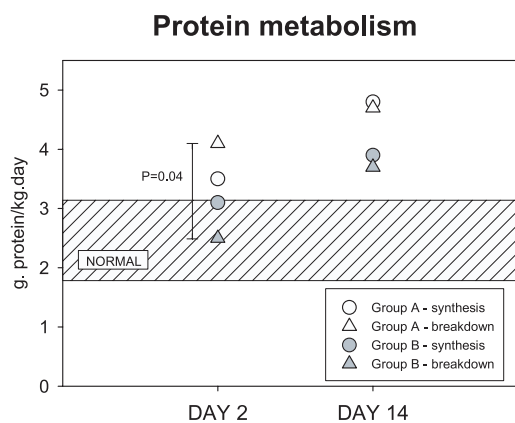 Protein metabolism
g. protein/kg.day
5
4
3
2
1
0
P=0.04
NORMAL
Group A - synthesis
Group A - breakdown
Group B - synthesis
Group B - breakdown
DAY 2
DAY 14